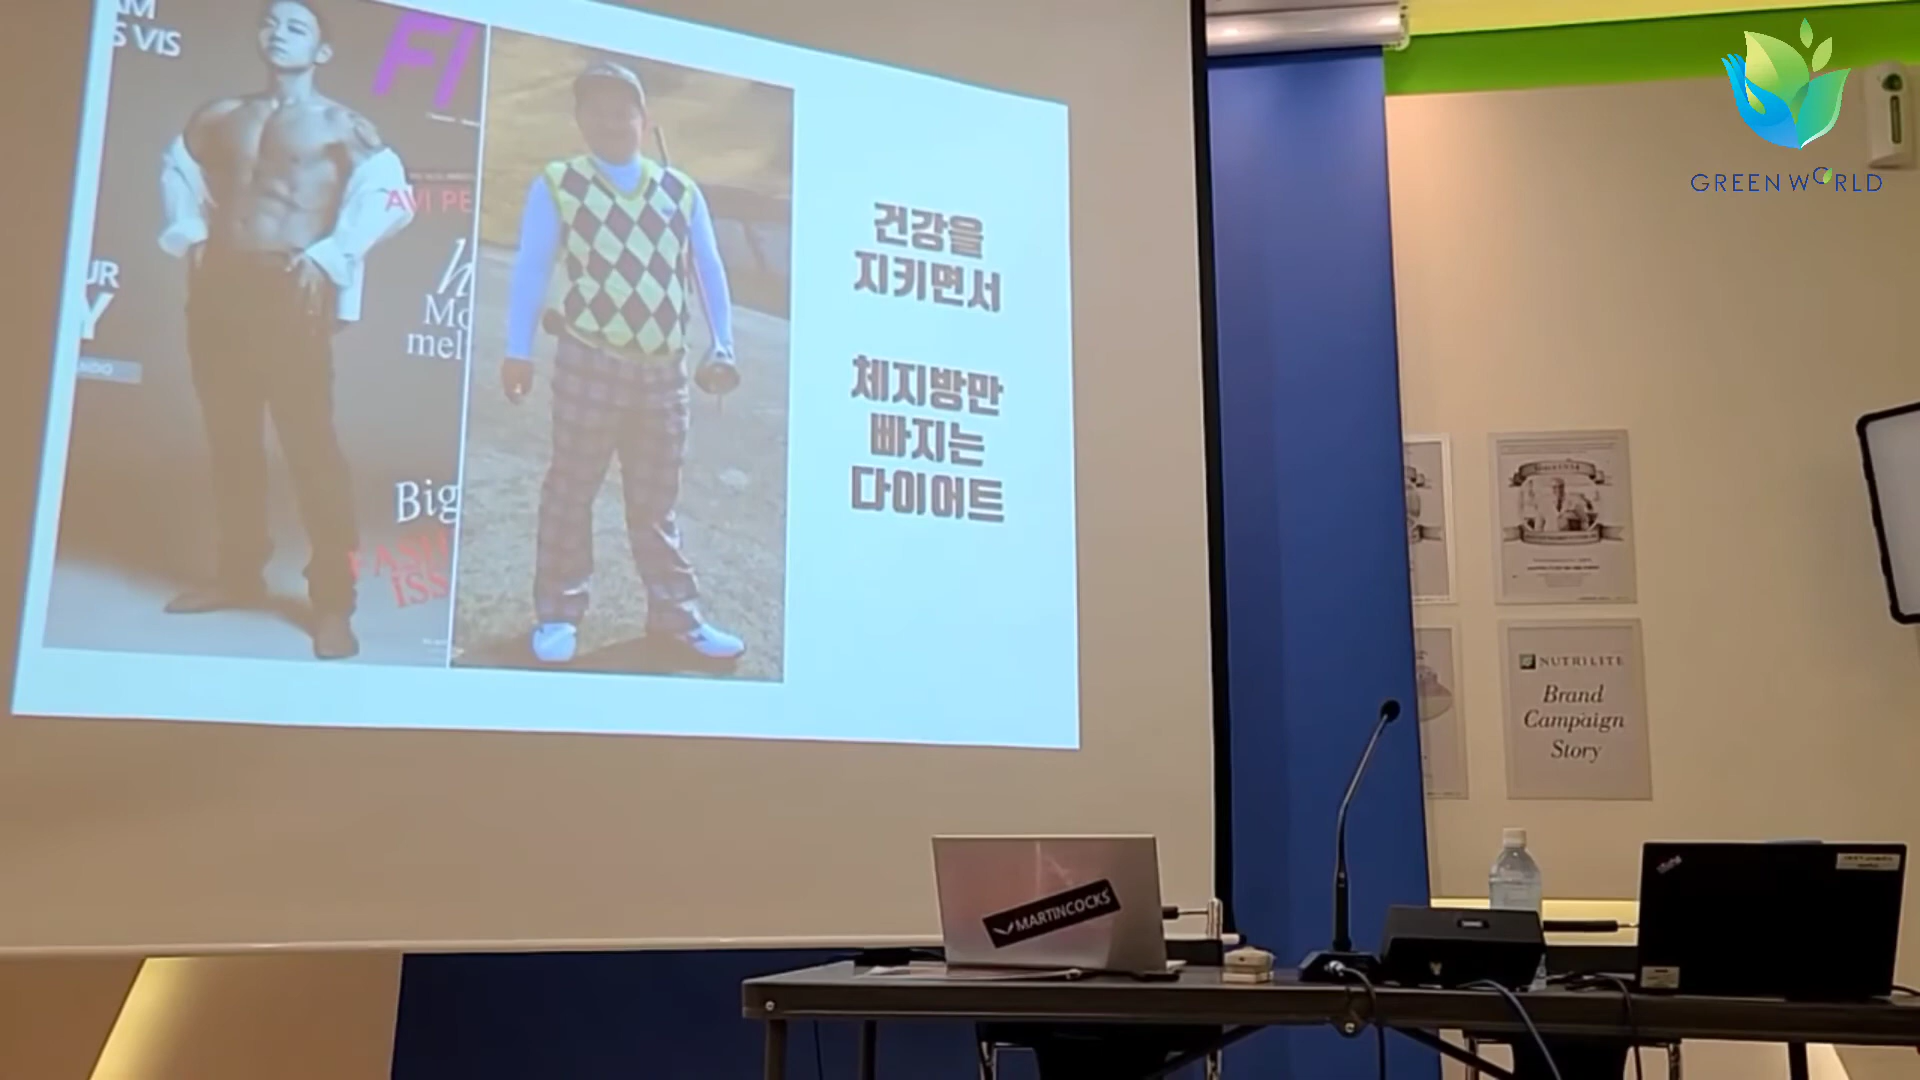 AM
S VIS
FI
AVI PE
UR
Y
Mo
mel
Big
FASH
ISS
건강을
지키면서
체지방만
빠지는
다이어트
GREEN WORLD
NUTRILITE
Brand
Campaign
Story
MARTINCOCKS